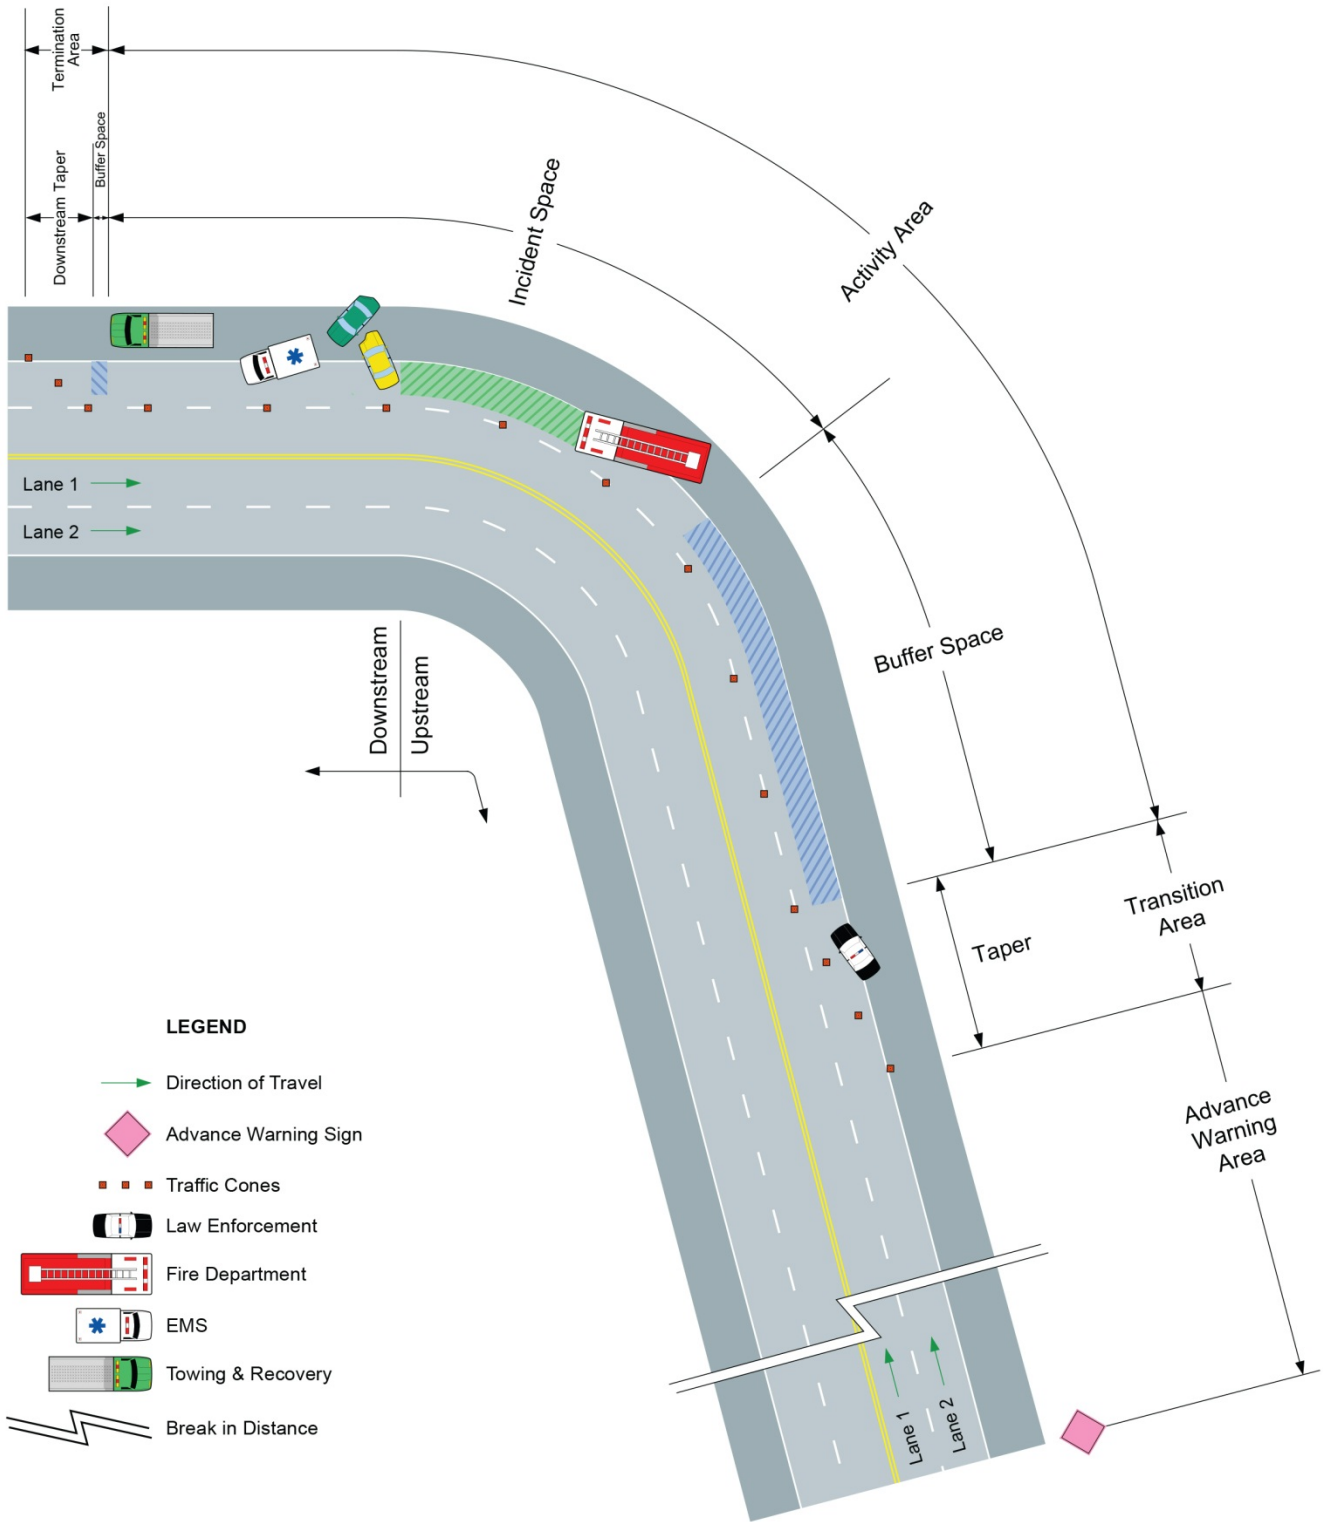 Termination
Area
Downstream Taper
Buffer Space
Incident Space
Activity Area
Lane 1
Lane 2
Buffer Space
Downstream
Upstream
Transition
Area
Taper
Advance
Warning
Area
LEGEND
Direction of Travel
Advance Warning Sign
Traffic Cones
Law Enforcement
Fire Department
EMS
Towing & Recovery
Break in Distance
Lane 1
Lane 2